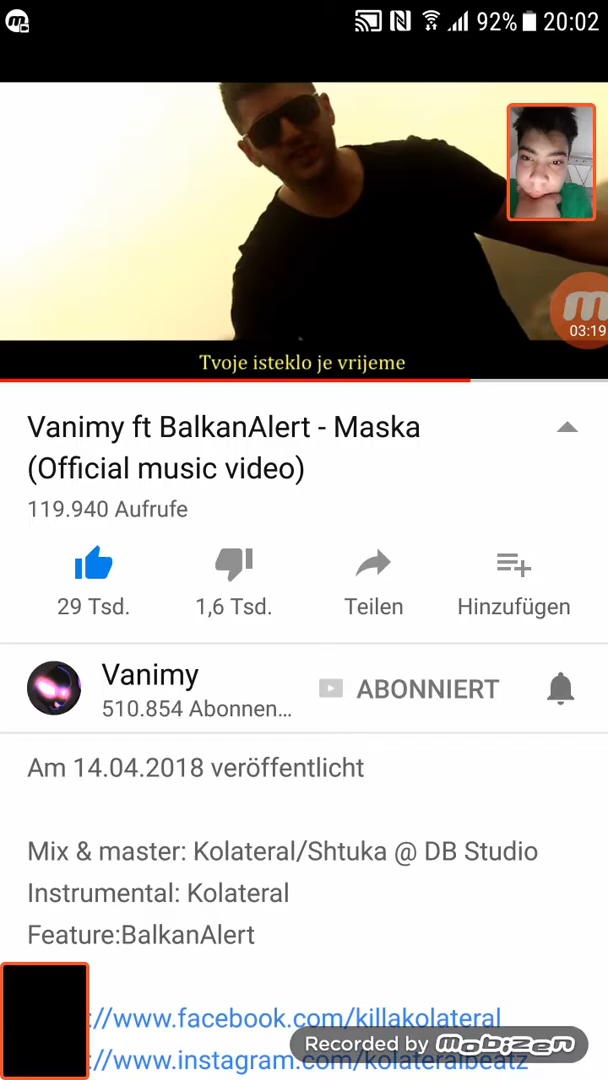 92% 20:02
03:19
Tvoje isteklo je vrijeme
Vanimy ft BalkanAlert - Maska
(Official music video)
119.940 Aufrufe
29 Tsd. 1,6 Tsd. Teilen Hinzufügen
Vanimy
510.854 Abonnen... ABONNIERT
Am 14.04.2018 veröffentlicht
Mix & master: Kolateral/Shtuka @ DB Studio
Instrumental: Kolateral
Feature:BalkanAlert
://www.facebook.com/killakolateral
Recorded by mobizen
://www.instagram.com/kolateralbeatz